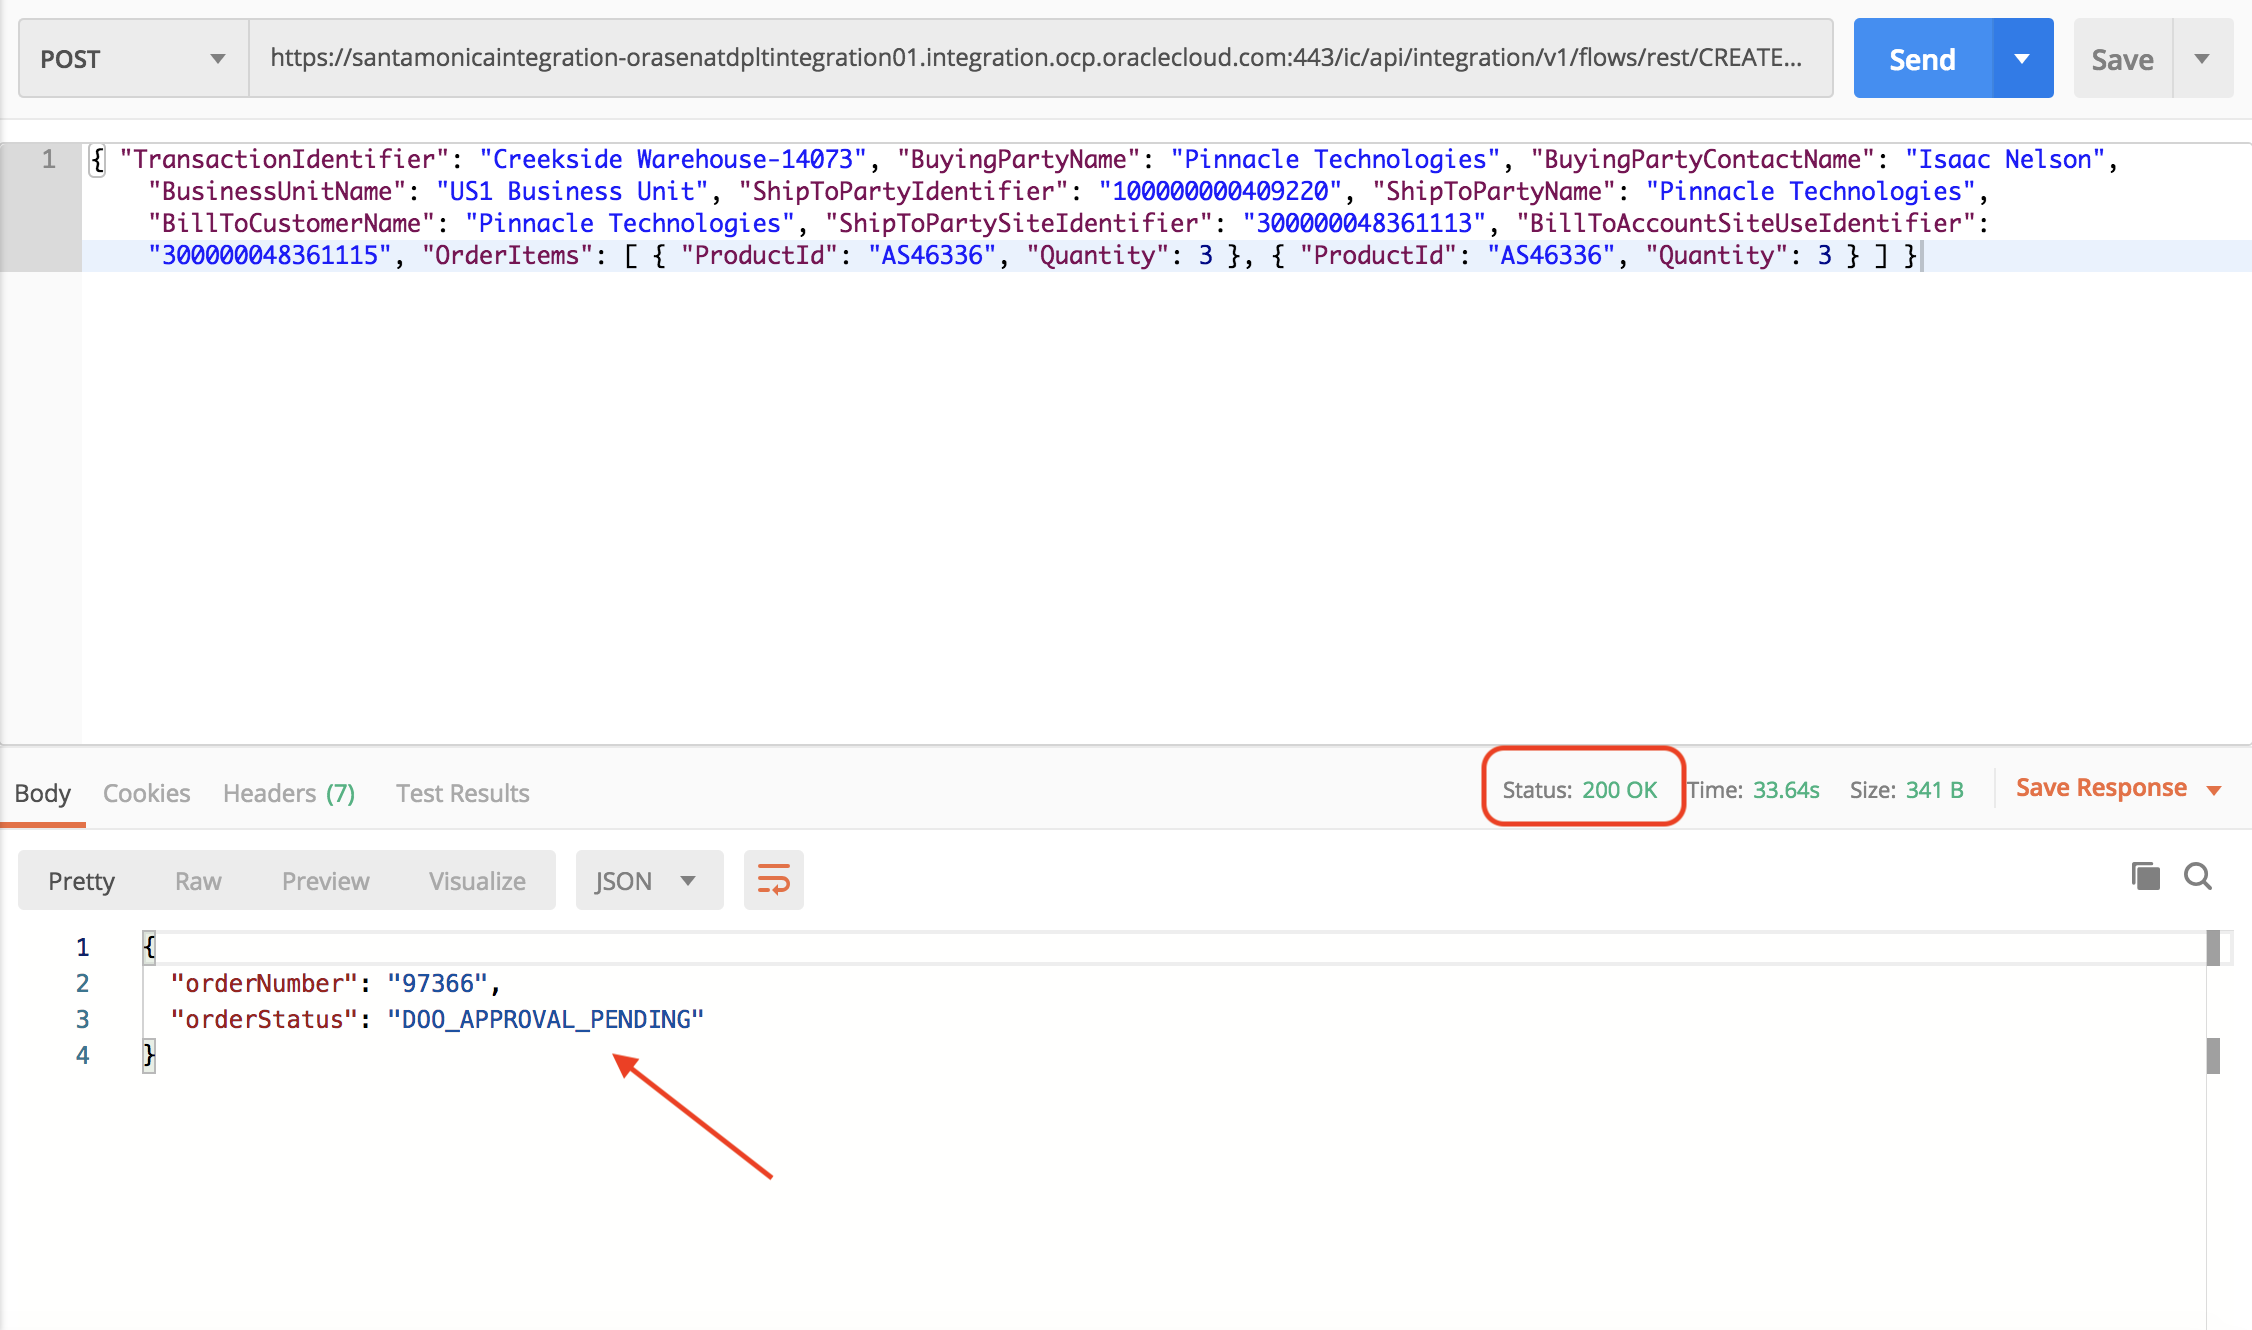 POST
https://santamonicaintegration-orasenatdpltintegration01.integration.ocp.oraclecloud.com:443/ic/api/integration/v1/flows/rest/CREATE...
Send
Save
1 { "TransactionIdentifier": "Creekside Warehouse-14073", "BuyingPartyName": "Pinnacle Technologies", "BuyingPartyContactName": "Isaac Nelson",
"BusinessUnitName": "US1 Business Unit", "ShipToPartyIdentifier": "100000000409220", "ShipToPartyName": "Pinnacle Technologies",
"BillToCustomerName": "Pinnacle Technologies", "ShipToPartySiteIdentifier": "300000048361113", "BillToAccountSiteUseIdentifier":
"300000048361115", "OrderItems": [ { "ProductId": "AS46336", "Quantity": 3 }, { "ProductId": "AS46336", "Quantity": 3 } ] }
Body Cookies Headers (7) Test Results Status: 200 OK Time: 33.64s Size: 341 B Save Response
Pretty Raw Preview Visualize JSON
1 {
2 "orderNumber": "97366",
3 "orderStatus": "DOO_APPROVAL_PENDING"
4 }